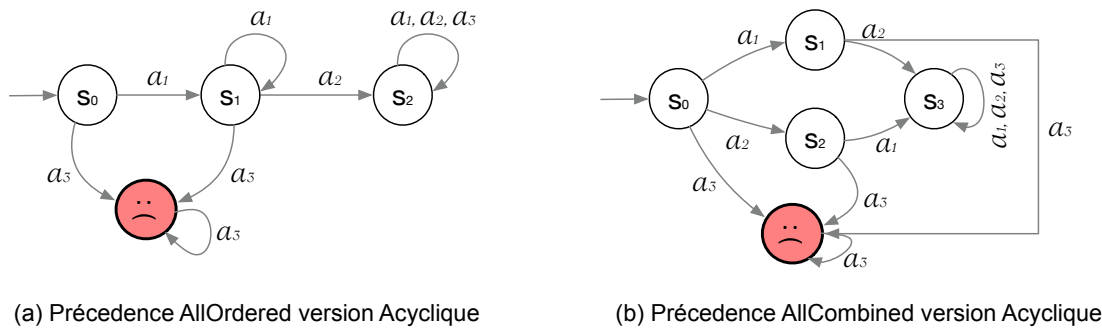 a1
a1, a2, a3
S0
a1
S1
a2
S2
a3
a3
a3
(a) Précedence AllOrdered version Acyclique
a1
S1
a2
S0
S3
a1, a2, a3
a3
a2
S2
a1
a3
a3
a3
(b) Précedence AllCombined version Acyclique